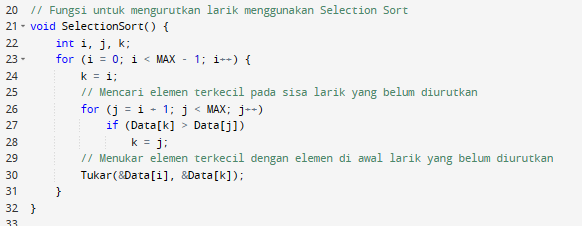 20 // Fungsi untuk mengurutkan larik menggunakan Selection Sort
21 void SelectionSort() {
22     int i, j, k;
23     for (i = 0; i < MAX - 1; i++) {
24         k = i;
25         // Mencari elemen terkecil pada sisa larik yang belum diurutkan
26         for (j = i + 1; j < MAX; j++)
27             if (Data[k] > Data[j])
28                 k = j;
29         // Menukar elemen terkecil dengan elemen di awal larik yang belum diurutkan
30         Tukar(&Data[i], &Data[k]);
31     }
32 }
33